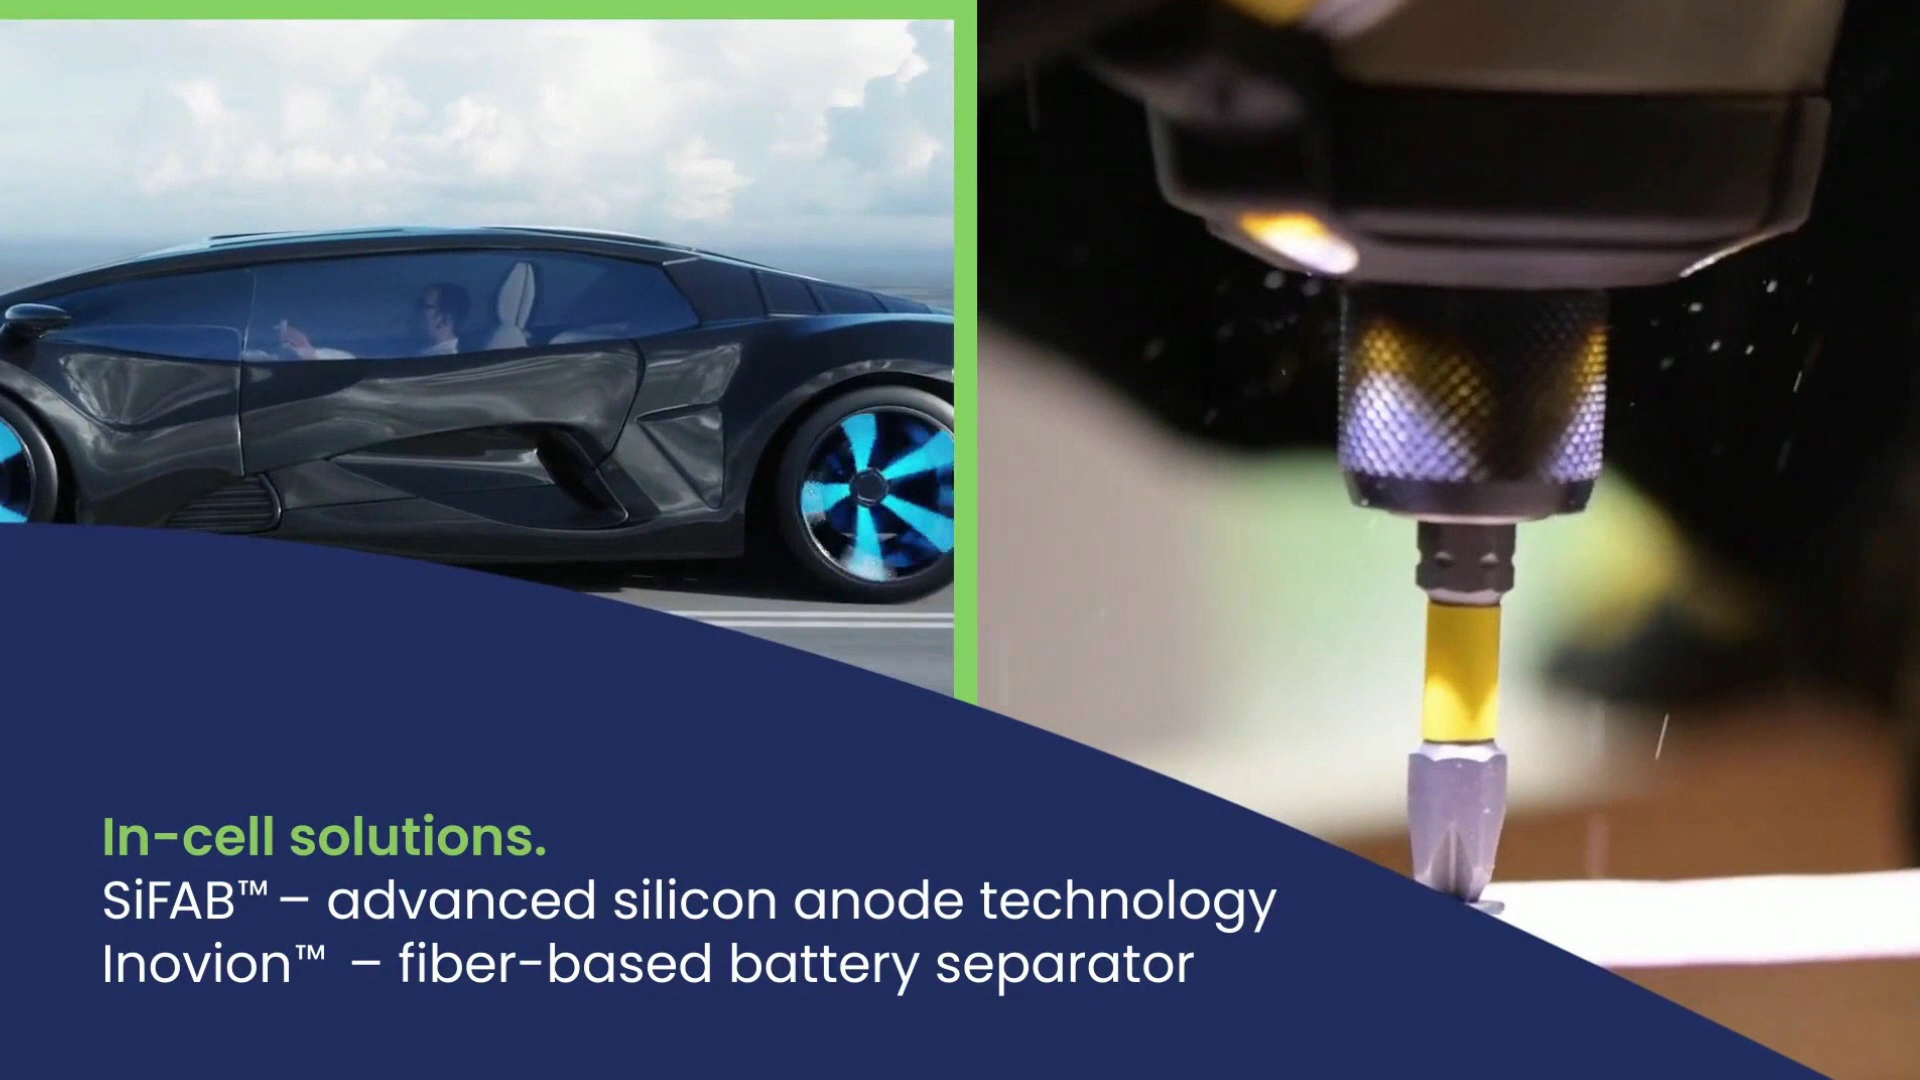 In-cell solutions.
SiFAB™ – advanced silicon anode technology
Inovion™ – fiber-based battery separator